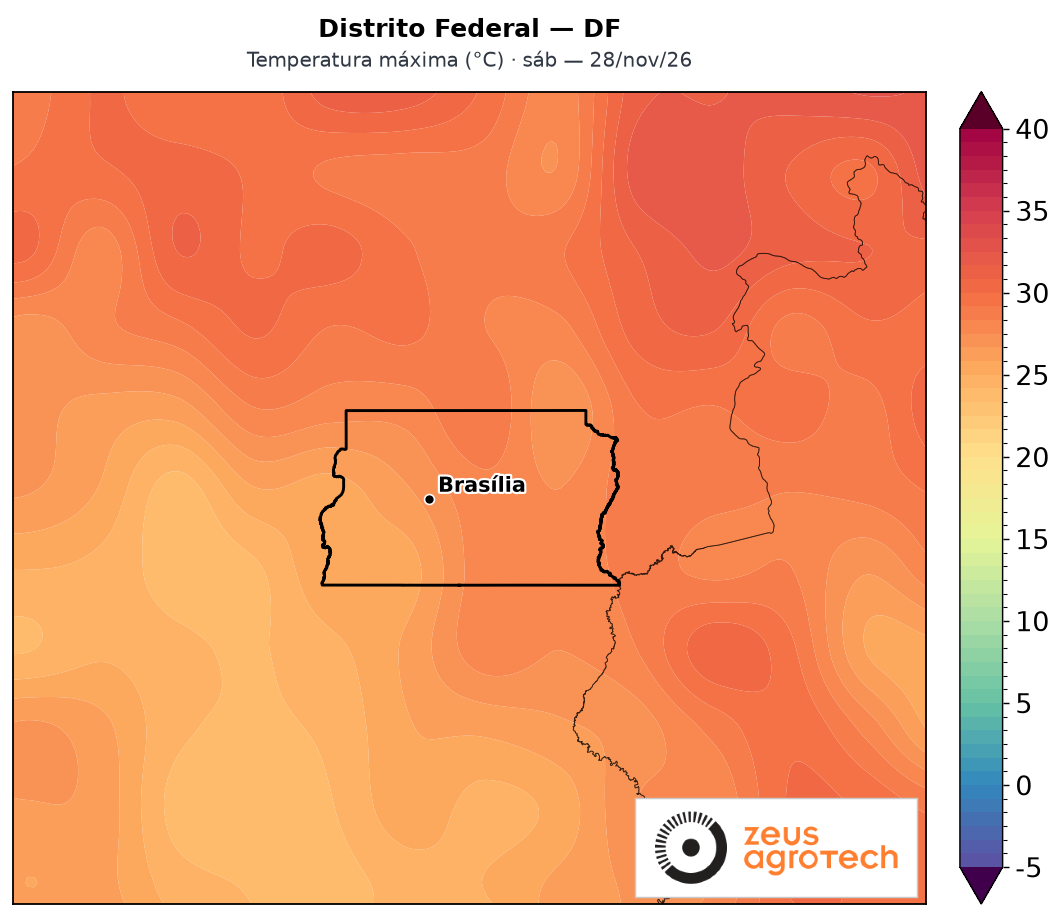 Distrito Federal — DF
Temperatura máxima (°C) · sáb — 28/nov/26
Brasília
40
35
30
25
20
15
10
5
0
-5
zeus
agrotech